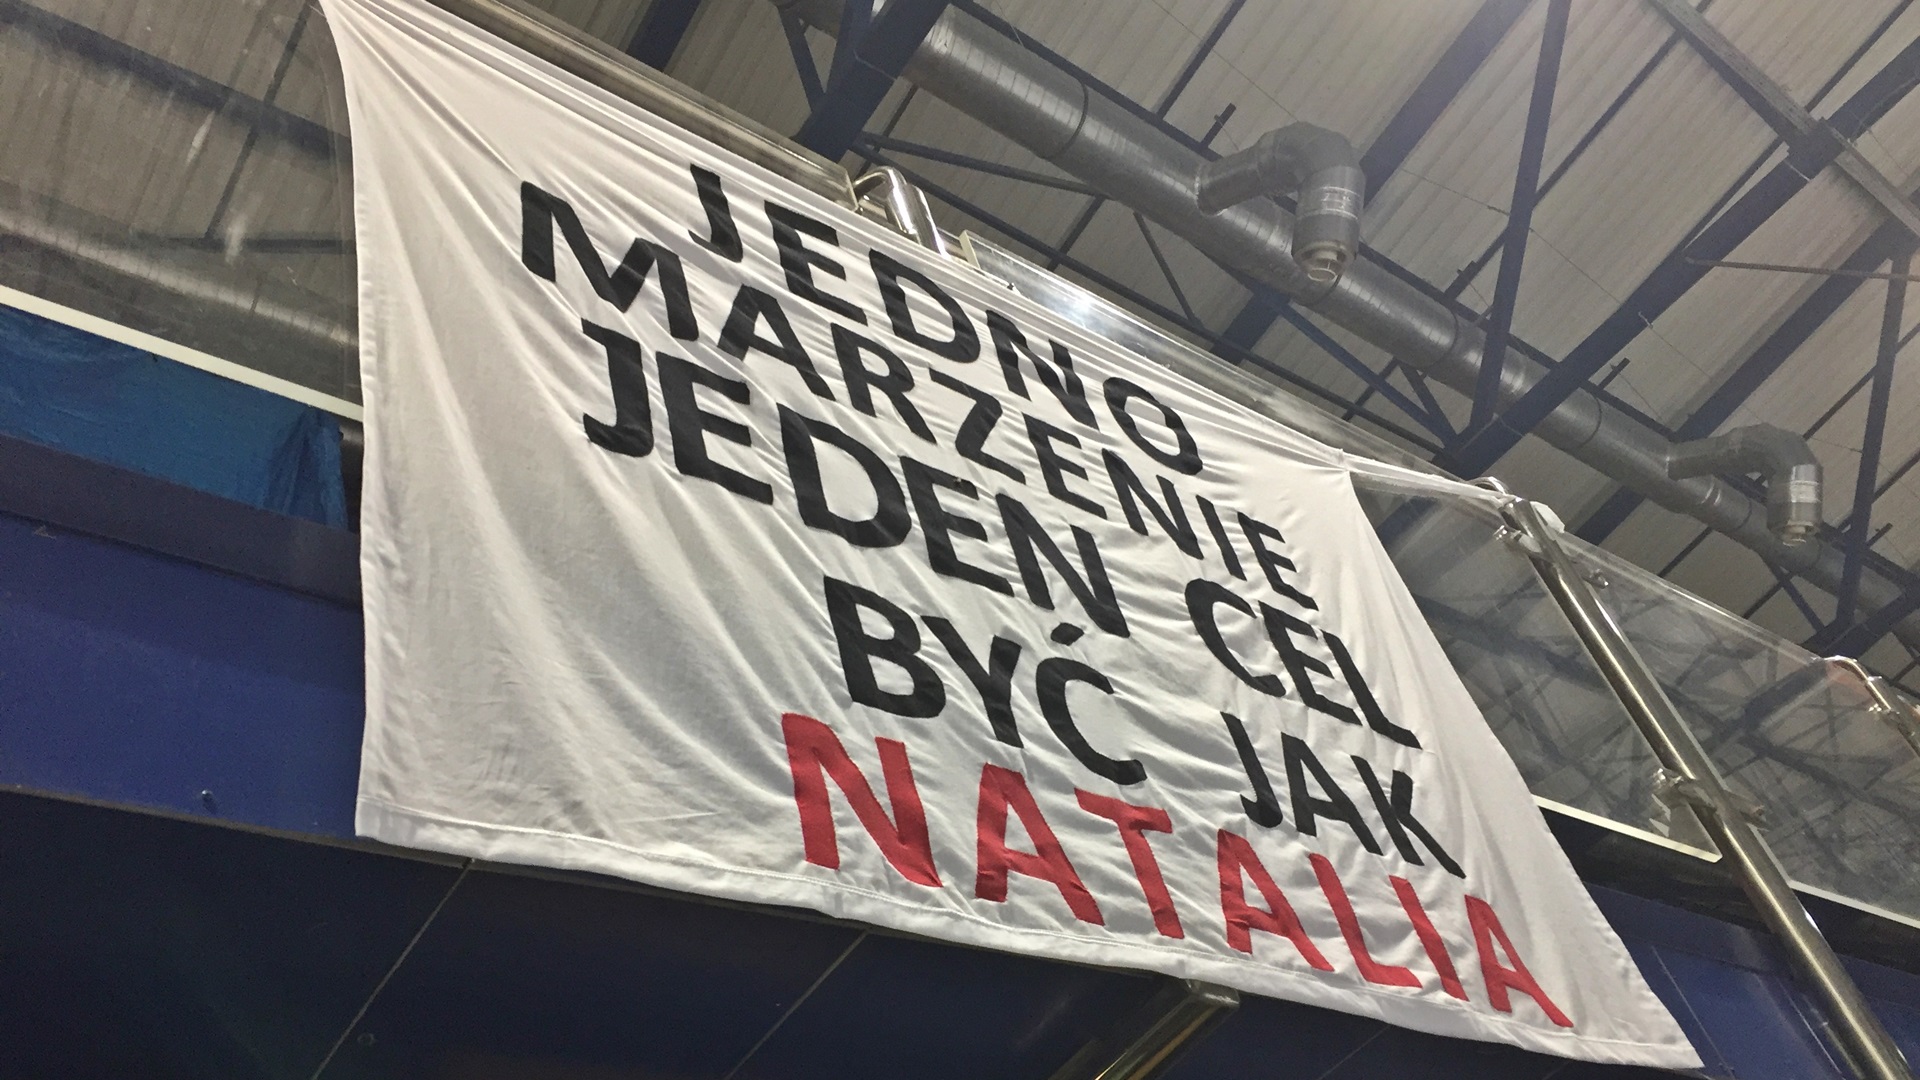 JEDNO
MARZENIE
JEDEN CEL
BYĆ JAK
NATALIA